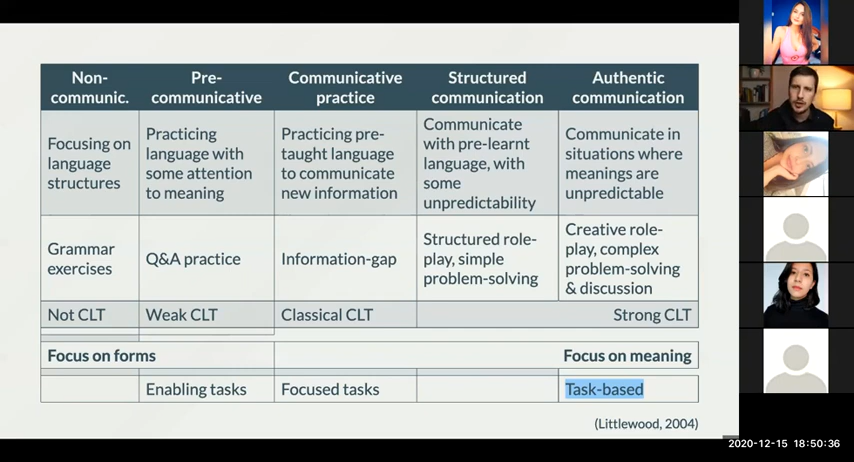 Non-communic.
Pre-communicative
Communicative practice
Structured communication
Authentic communication
Focusing on language structures
Practicing language with some attention to meaning
Practicing pre-taught language to communicate new information
Communicate with pre-learnt language, with some unpredictability
Communicate in situations where meanings are unpredictable
Grammar exercises
Q&A practice
Information-gap
Structured role-play, simple problem-solving
Creative role-play, complex problem-solving & discussion
Not CLT
Weak CLT
Classical CLT
Strong CLT
Focus on forms
Focus on meaning
Enabling tasks
Focused tasks
Task-based
(Littlewood, 2004)
2020-12-15 18:50:36